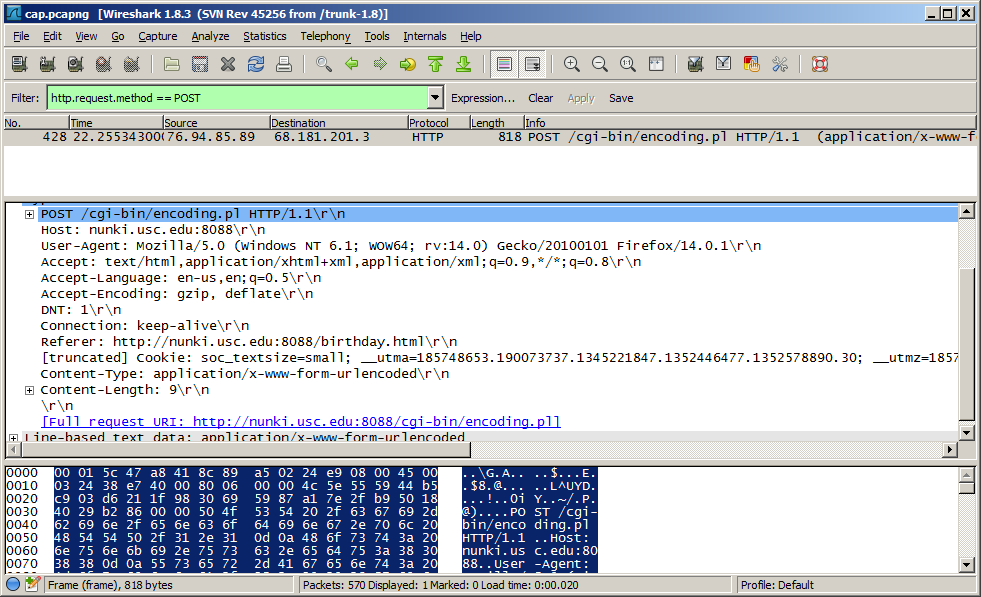 cap.pcapng [Wireshark 1.8.3 (SVN Rev 45256 from /trunk-1.8)]
File Edit View Go Capture Analyze Statistics Telephony Tools Internals Help
Filter: http.request.method == POST Expression... Clear Apply Save
No. Time Source Destination Protocol Length Info
428 22.25534300(76.94.85.89 68.181.201.3 HTTP 818 POST /cgi-bin/encoding.pl HTTP/1.1 (application/x-www-f
POST /cgi-bin/encoding.pl HTTP/1.1\r\n
Host: nunki.usc.edu:8088\r\n
User-Agent: Mozilla/5.0 (Windows NT 6.1; WOW64; rv:14.0) Gecko/20100101 Firefox/14.0.1\r\n
Accept: text/html,application/xhtml+xml,application/xml;q=0.9,*/*;q=0.8\r\n
Accept-Language: en-us,en;q=0.5\r\n
Accept-Encoding: gzip, deflate\r\n
DNT: 1\r\n
Connection: keep-alive\r\n
Referer: http://nunki.usc.edu:8088/birthday.html\r\n
[truncated] Cookie: soc_textsize=small; __utma=185748653.190073737.1345221847.1352446477.1352578890.30; __utmz=1857
Content-Type: application/x-www-form-urlencoded\r\n
Content-Length: 9\r\n
\r\n
[Full request URI: http://nunki.usc.edu:8088/cgi-bin/encoding.pl]
Line-based text data: application/x-www-form-urlencoded
0000 00 01 5c 47 a8 41 8c 89 a5 02 24 e9 08 00 45 00 ..\G.A.. ..$...E.
0010 03 24 38 e7 40 00 80 06 00 00 4c 5e 55 59 44 b5 .$8.@... ..L^UYD.
0020 c9 03 d6 21 1f 98 30 69 59 87 a1 7e 2f b9 50 18 ...!..0i Y..~/.P.
0030 40 29 b2 86 00 00 50 4f 53 54 20 2f 63 67 69 2d @)....PO ST /cgi-
0040 62 69 6e 2f 65 6e 63 6f 64 69 6e 67 2e 70 6c 20 bin/enco ding.pl
0050 48 54 54 50 2f 31 2e 31 0d 0a 48 6f 73 74 3a 20 HTTP/1.1 ..Host:
0060 6e 75 6e 6b 69 2e 75 73 63 2e 65 64 75 3a 38 30 nunki.us c.edu:80
0070 38 38 0d 0a 55 73 65 72 2d 41 67 65 6e 74 3a 20 88..User -Agent:
Frame (frame), 818 bytes Packets: 570 Displayed: 1 Marked: 0 Load time: 0:00.020 Profile: Default